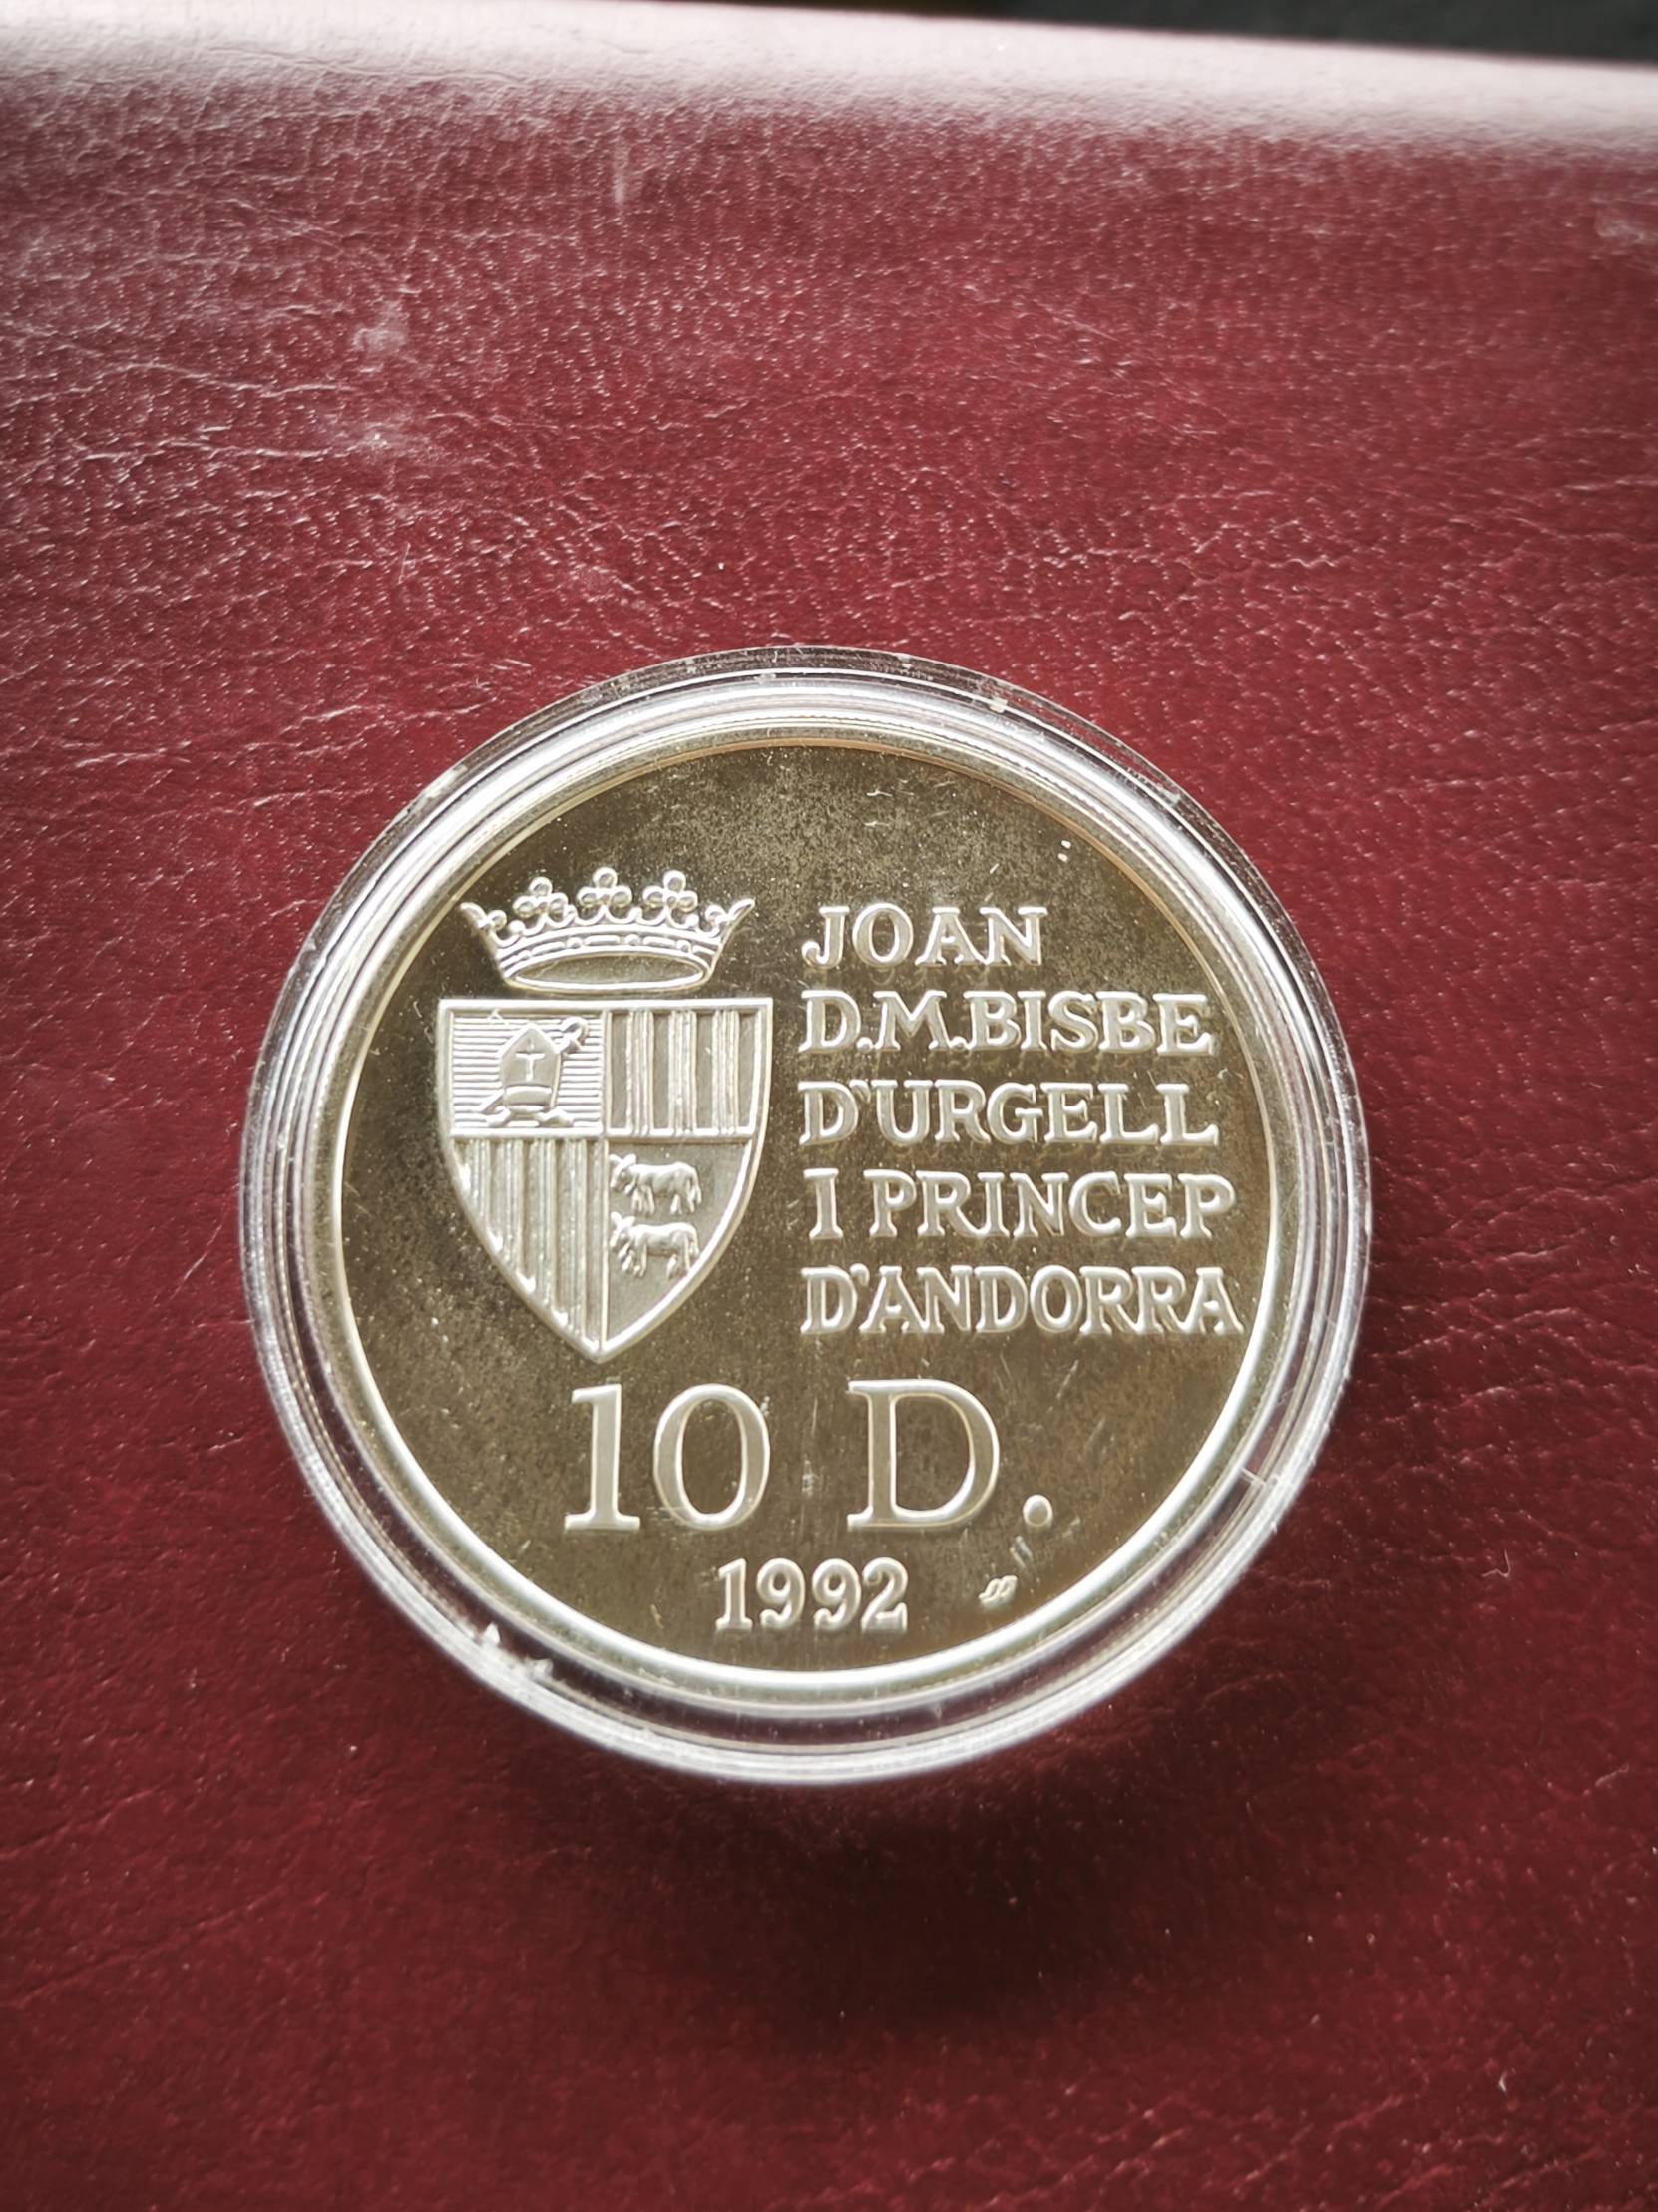 JOAN
D.M.BISBE
D'URGELL
I PRINCEP
D'ANDORRA
10 D.
1992